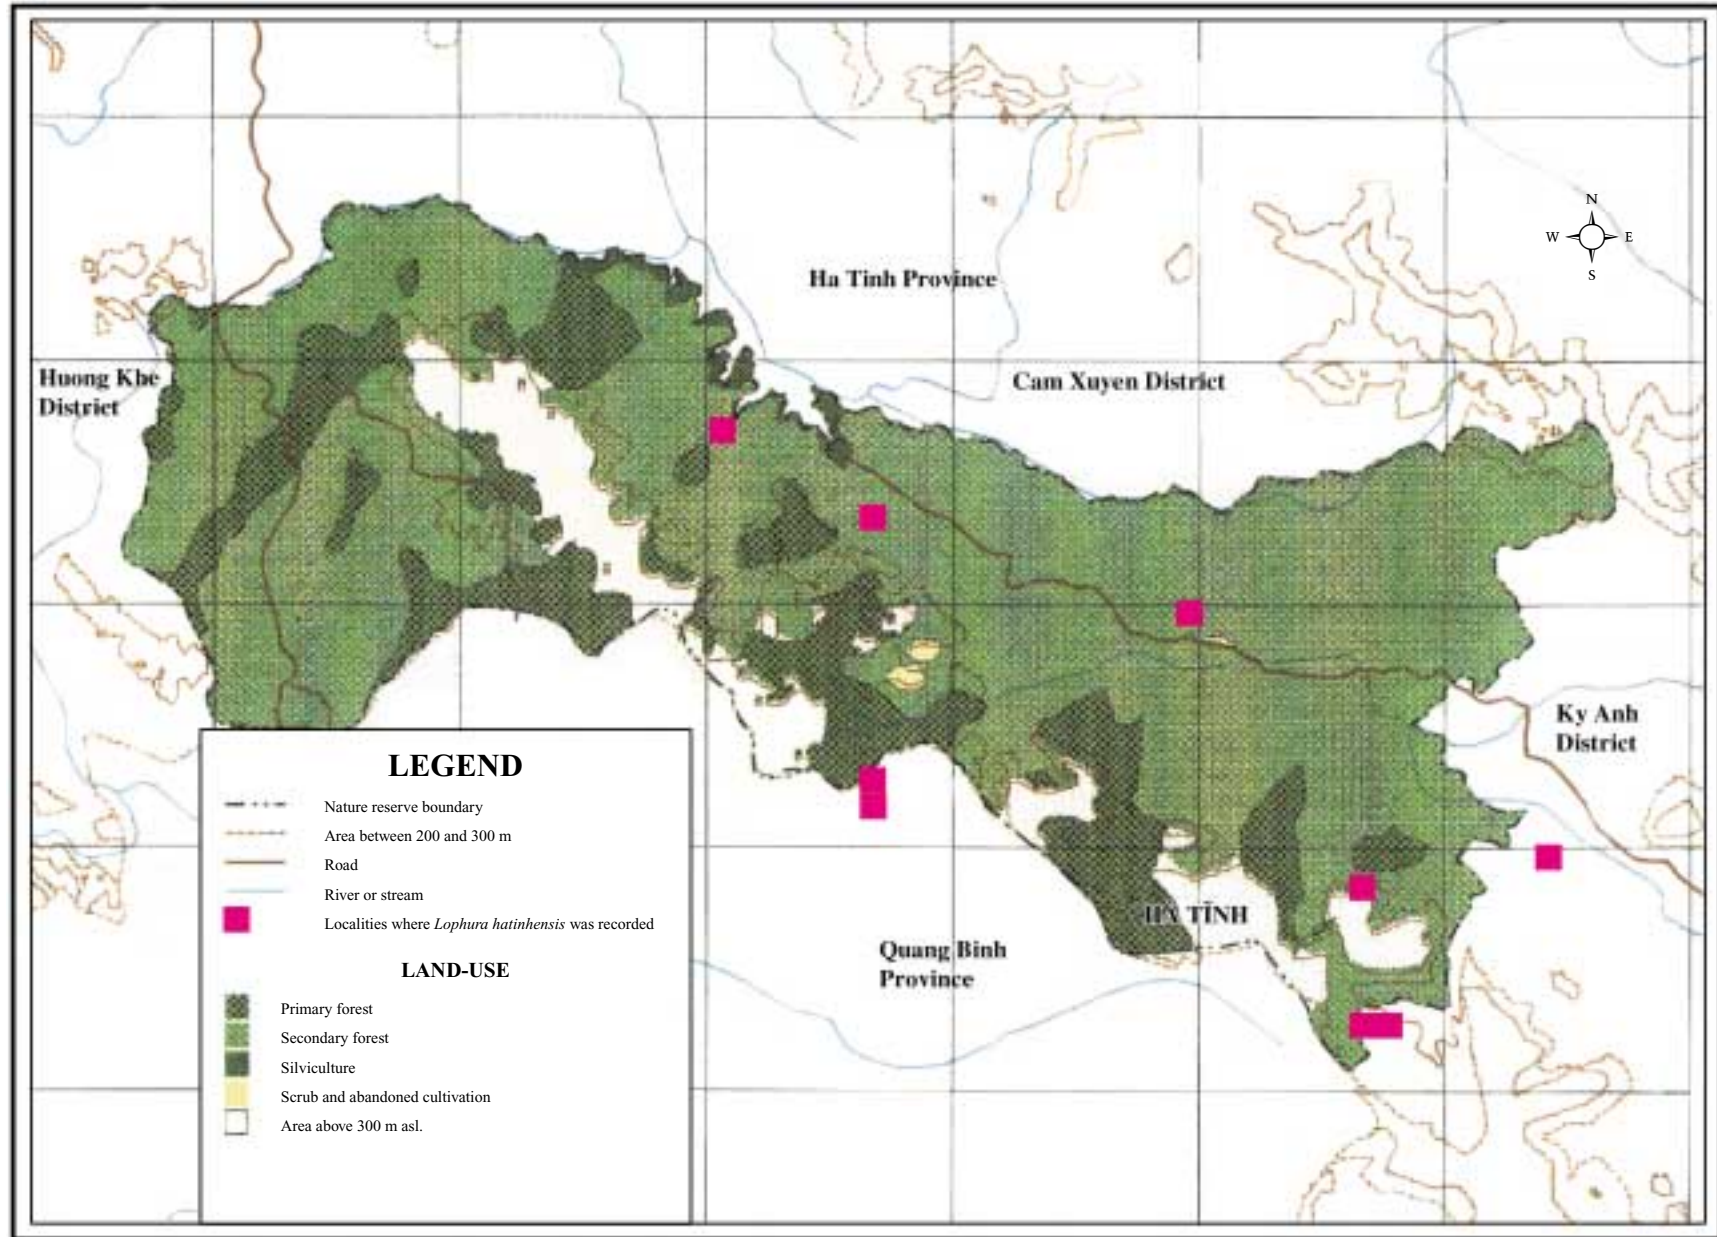 N
W E
S
Ha Tinh Province
Huong Khe
District
Cam Xuyen District
Ky Anh
District
HÀ TĨNH
Quang Binh
Province
LEGEND
Nature reserve boundary
Area between 200 and 300 m
Road
River or stream
Localities where Lophura hatinhensis was recorded
LAND-USE
Primary forest
Secondary forest
Silviculture
Scrub and abandoned cultivation
Area above 300 m asl.